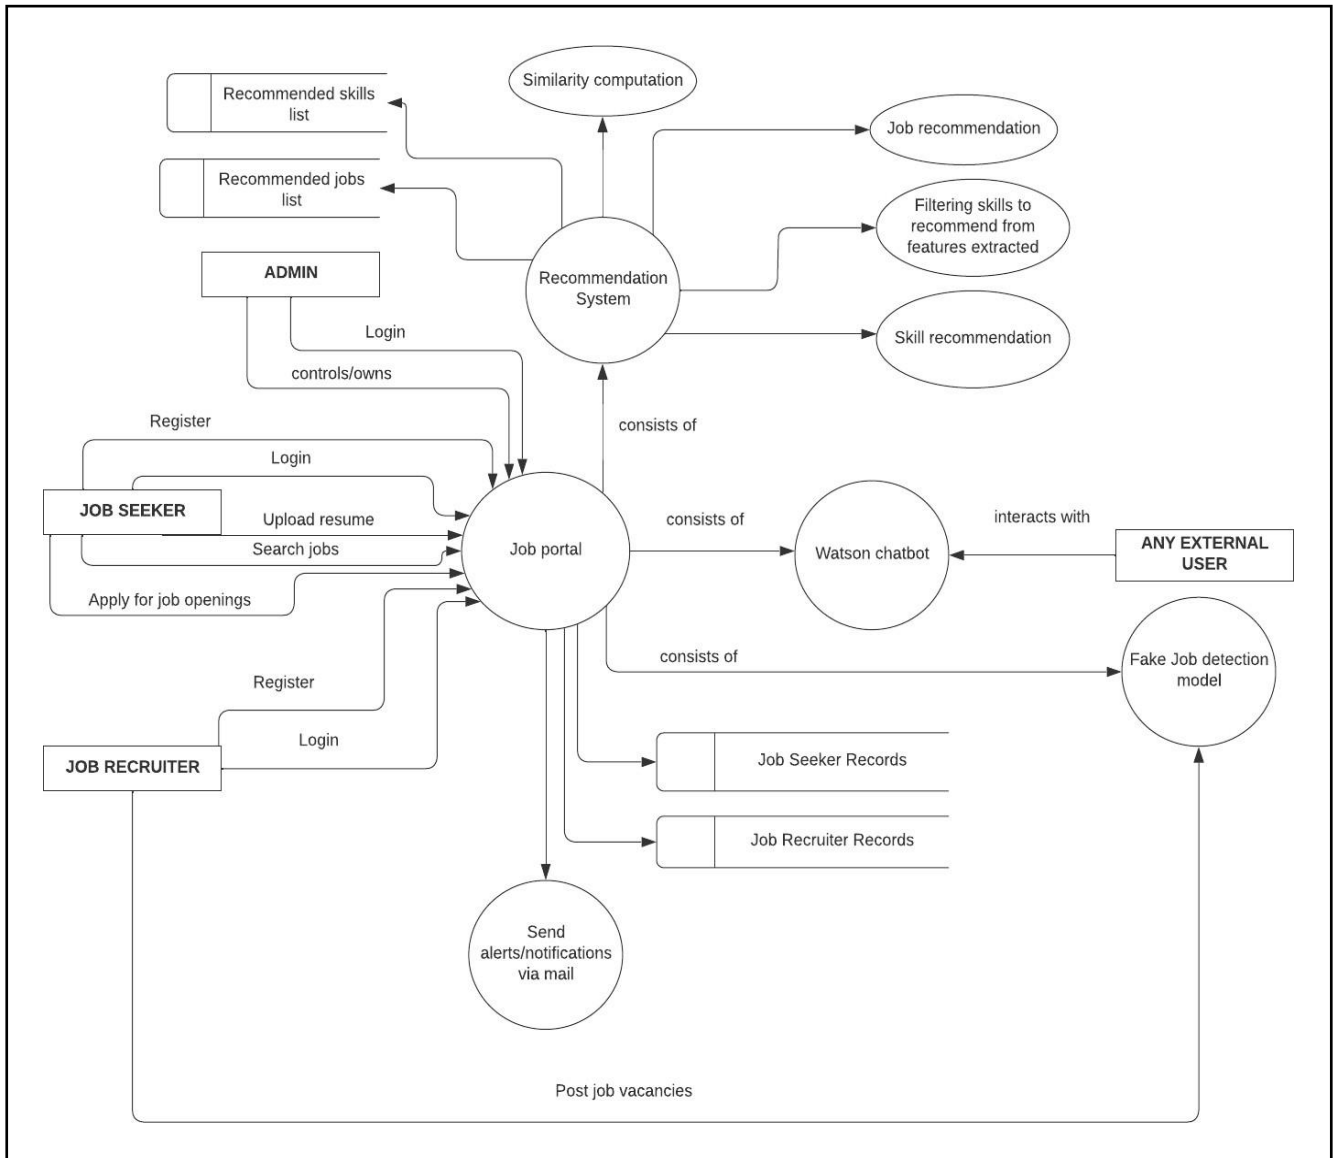 Similarity computation
Recommended skills
list
Job recommendation
Recommended jobs
list
Filtering skills to
recommend from
features extracted
ADMIN
Recommendation
System
Login
Skill recommendation
controls/owns
Register
consists of
Login
JOB SEEKER
Upload resume
consists of
interacts with
Search jobs
Job portal
Watson chatbot
ANY EXTERNAL
USER
Apply for job openings
consists of
Fake Job detection
model
Register
Login
JOB RECRUITER
Job Seeker Records
Job Recruiter Records
Send
alerts/notifications
via mail
Post job vacancies